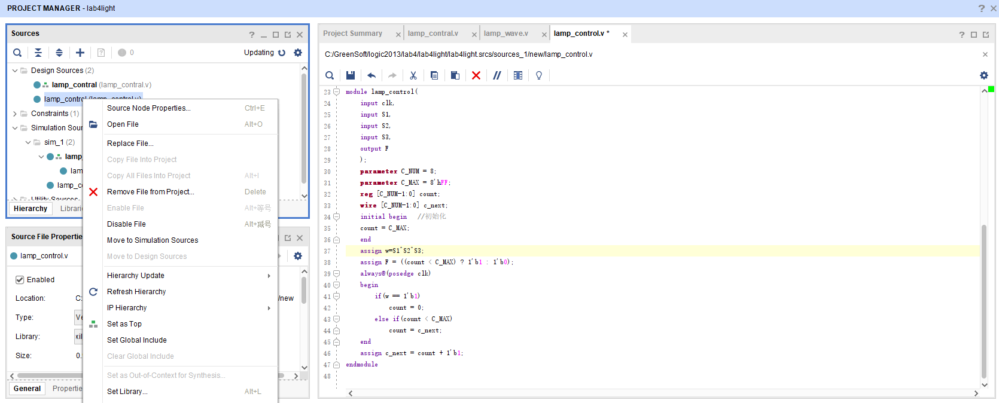 PROJECT MANAGER - lab4light
Sources
0
Updating
Design Sources (2)
lamp_contral (lamp_contral.v)
lamp_control (lamp_control.v)
Constraints (1)
Simulation Sour
sim_1 (2)
lamp_
lam
lamp_co
Utility Sources
Hierarchy
Librari
Source File Propertie
lamp_control.v
Enabled
Location:
C:
/new
Type:
Ve
Library:
xil
Size:
0.
General
Propertie
Source Node Properties... Ctrl+E
Open File Alt+O
Replace File...
Copy File Into Project
Copy All Files Into Project Alt+I
Remove File from Project... Delete
Enable File Alt+等号
Disable File Alt+减号
Move to Simulation Sources
Move to Design Sources
Hierarchy Update
Refresh Hierarchy
IP Hierarchy
Set as Top
Set Global Include
Clear Global Include
Set as Out-of-Context for Synthesis...
Set Library... Alt+L
Project Summary
lamp_contral.v
lamp_wave.v
lamp_control.v *
C:/GreenSoft/logic2013/lab4/lab4light/lab4light.srcs/sources_1/new/lamp_control.v
23 module lamp_control(
24 input clk,
25 input S1,
26 input S2,
27 input S3,
28 output F
29 );
30 parameter C_NUM = 8;
31 parameter C_MAX = 8'hFF;
32 reg [C_NUM-1:0] count;
33 wire [C_NUM-1:0] c_next;
34 initial begin //初始化
35 count = C_MAX;
36 end
37 assign w=S1^S2^S3;
38 assign F = ((count < C_MAX) ? 1'b1 : 1'b0);
39 always@(posedge clk)
40 begin
41 if(w == 1'b1)
42 count = 0;
43 else if(count < C_MAX)
44 count = c_next;
45 end
46 assign c_next = count + 1'b1;
47 endmodule
48